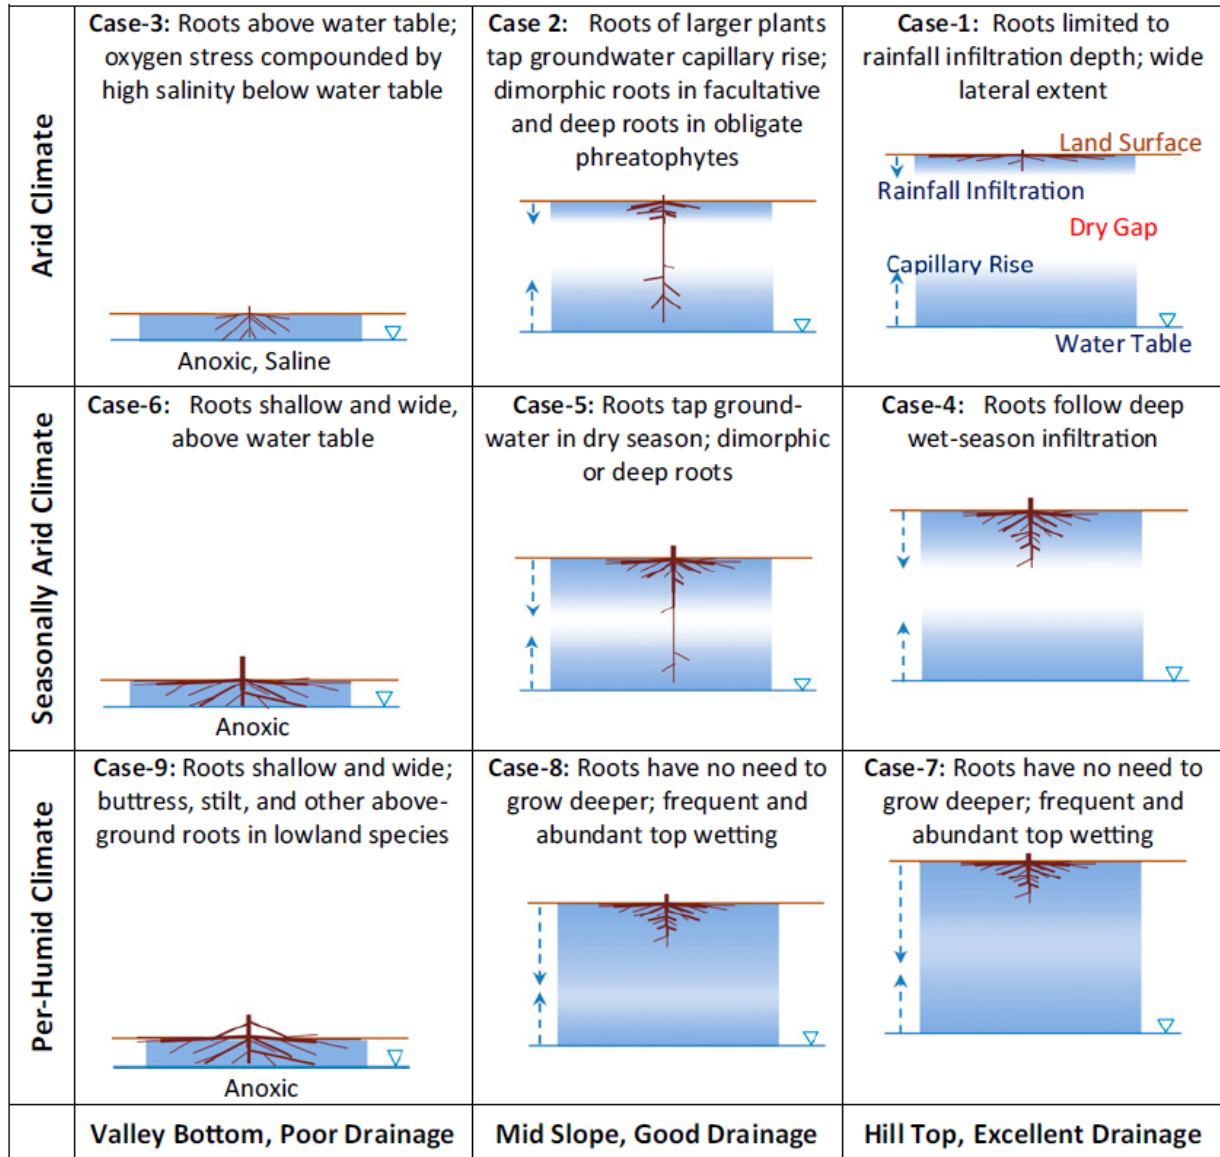 Arid Climate
Case-3: Roots above water table;
oxygen stress compounded by
high salinity below water table
Anoxic, Saline
Case 2: Roots of larger plants
tap groundwater capillary rise;
dimorphic roots in facultative
and deep roots in obligate
phreatophytes
Case-1: Roots limited to
rainfall infiltration depth; wide
lateral extent
Land Surface
Rainfall Infiltration
Dry Gap
Capillary Rise
Water Table
Seasonally Arid Climate
Case-6: Roots shallow and wide,
above water table
Anoxic
Case-5: Roots tap ground-
water in dry season; dimorphic
or deep roots
Case-4: Roots follow deep
wet-season infiltration
Per-Humid Climate
Case-9: Roots shallow and wide;
buttress, stilt, and other above-
ground roots in lowland species
Anoxic
Case-8: Roots have no need to
grow deeper; frequent and
abundant top wetting
Case-7: Roots have no need to
grow deeper; frequent and
abundant top wetting
Valley Bottom, Poor Drainage
Mid Slope, Good Drainage
Hill Top, Excellent Drainage